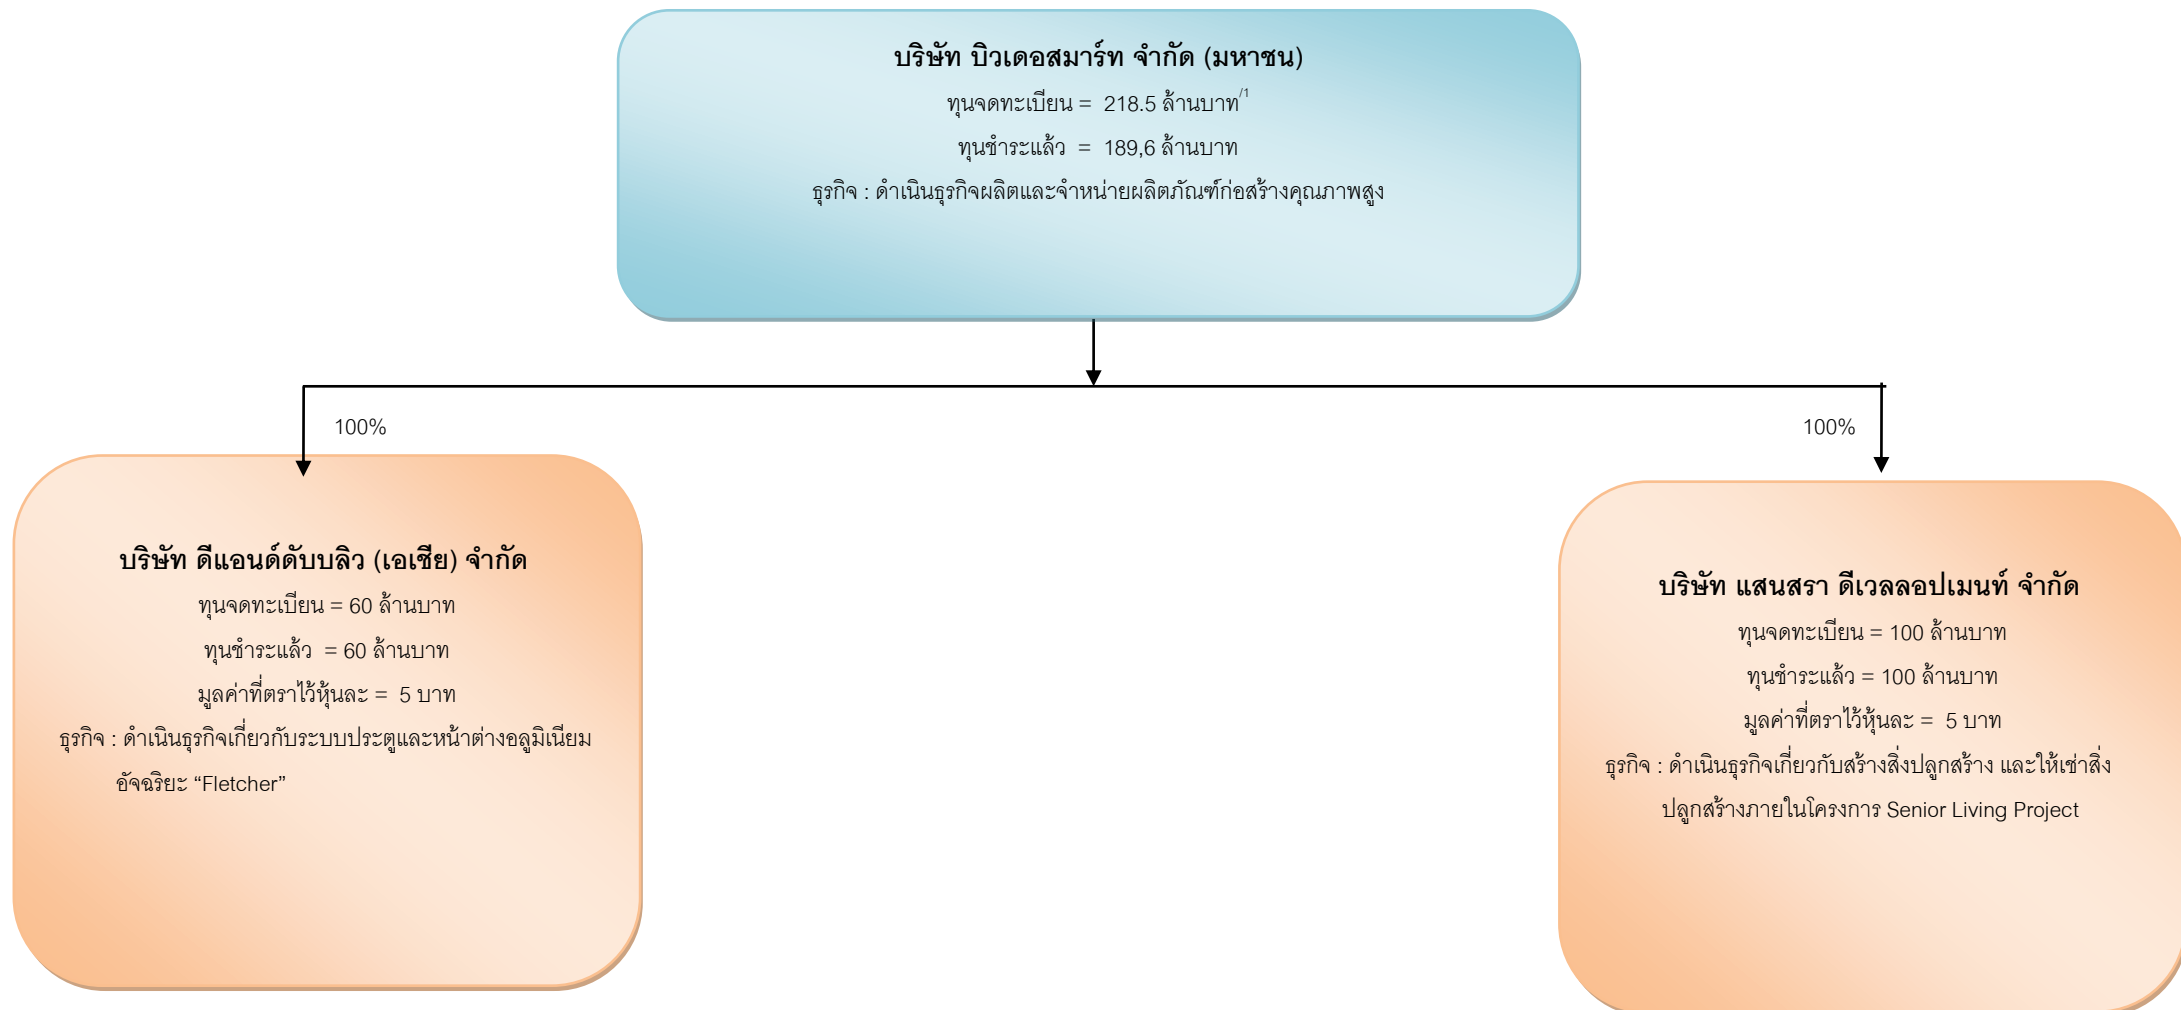 บริษัท บิวเดอสมาร์ท จำกัด (มหาชน)
ทุนจดทะเบียน = 218.5 ล้านบาท/1
ทุนชำระแล้ว = 189,6 ล้านบาท
ธุรกิจ : ดำเนินธุรกิจผลิตและจำหน่ายผลิตภัณฑ์ก่อสร้างคุณภาพสูง
100%
100%
บริษัท ดีแอนด์ดับบลิว (เอเชีย) จำกัด
ทุนจดทะเบียน = 60 ล้านบาท
ทุนชำระแล้ว = 60 ล้านบาท
มูลค่าที่ตราไว้หุ้นละ = 5 บาท
ธุรกิจ : ดำเนินธุรกิจเกี่ยวกับระบบประตูและหน้าต่างอลูมิเนียม
อัจฉริยะ “Fletcher”
บริษัท แสนสรา ดีเวลลอปเมนท์ จำกัด
ทุนจดทะเบียน = 100 ล้านบาท
ทุนชำระแล้ว = 100 ล้านบาท
มูลค่าที่ตราไว้หุ้นละ = 5 บาท
ธุรกิจ : ดำเนินธุรกิจเกี่ยวกับสร้างสิ่งปลูกสร้าง และให้เช่าสิ่ง
ปลูกสร้างภายในโครงการ Senior Living Project